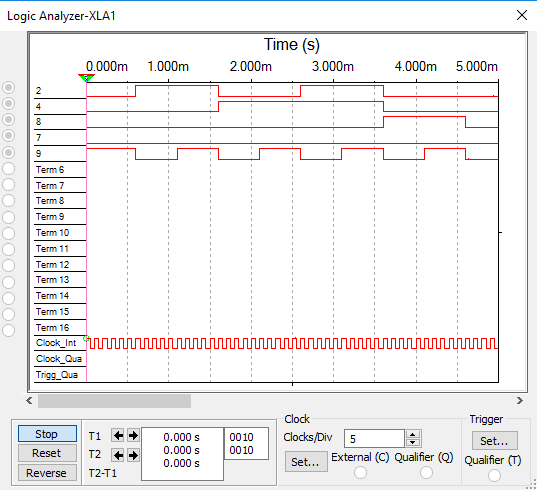 Logic Analyzer-XLA1
Time (s)
0.000m 1.000m 2.000m 3.000m 4.000m 5.000m
2
4
8
7
9
Term 6
Term 7
Term 8
Term 9
Term 10
Term 11
Term 12
Term 13
Term 14
Term 15
Term 16
Clock_Int
Clock_Qua
Trigg_Qua
Stop
Reset
Reverse
T1 0.000 s 0010
T2 0.000 s 0010
T2-T1 0.000 s
Clock
Clocks/Div 5
Set... External (C) Qualifier (Q)
Trigger
Set...
Qualifier (T)